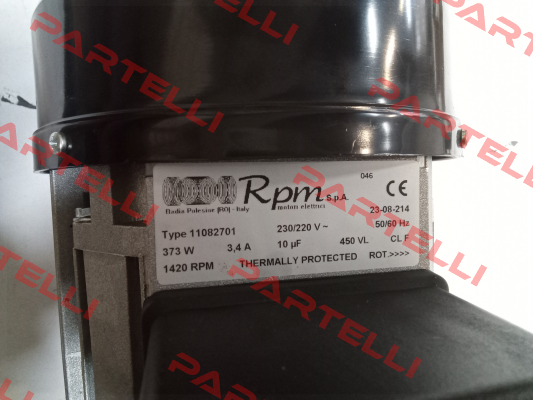 046
Rpm S.p.A.
Badia Polesine (RO) - Italy motori elettrici
23-08-214
Type 11082701 230/220 V ~ 50/60 Hz
373 W 3,4 A 10 µF 450 VL CL F
1420 RPM THERMALLY PROTECTED ROT.>>>>
PARTELLI
PARTELLI
PARTELLI
PARTELLI
PARTELLI
PARTELLI
PARTELLI